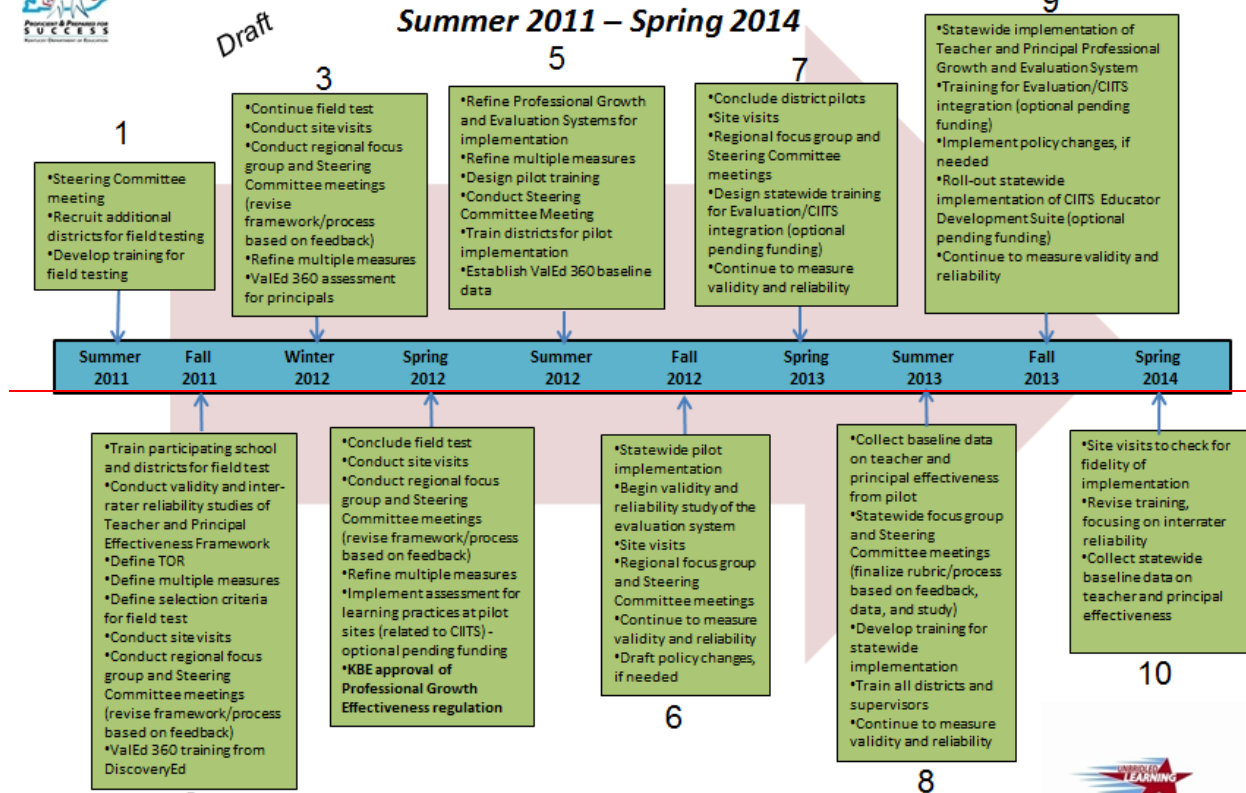 PROFICIENT & PREPARED FOR
SUCCESS
KENTUCKY DEPARTMENT OF EDUCATION
Draft
Summer 2011 – Spring 2014
1
•Steering Committee
meeting
•Recruit additional
districts for field testing
•Develop training for
field testing
3
•Continue field test
•Conduct site visits
•Conduct regional focus
group and Steering
Committee meetings
(revise
framework/process
based on feedback)
•Refine multiple measures
•ValEd 360 assessment
for principals
5
•Refine Professional Growth
and Evaluation Systems for
implementation
•Refine multiple measures
•Design pilot training
•Conduct Steering
Committee Meeting
•Train districts for pilot
implementation
•Establish ValEd 360 baseline
data
7
•Conclude district pilots
•Site visits
•Regional focus group and
Steering Committee
meetings
•Design statewide training
for Evaluation/CIITS
integration (optional
pending funding)
•Continue to measure
validity and reliability
9
•Statewide implementation of
Teacher and Principal Professional
Growth and Evaluation System
•Training for Evaluation/CIITS
integration (optional pending
funding)
•Implement policy changes, if
needed
•Roll-out statewide
implementation of CIITS Educator
Development Suite (optional
pending funding)
•Continue to measure validity and
reliability
Summer 2011
Fall 2011
Winter 2012
Spring 2012
Summer 2012
Fall 2012
Spring 2013
Summer 2013
Fall 2013
Spring 2014
•Train participating school
and districts for field test
•Conduct validity and inter-
rater reliability studies of
Teacher and Principal
Effectiveness Framework
•Define TOR
•Define multiple measures
•Define selection criteria
for field test
•Conduct site visits
•Conduct regional focus
group and Steering
Committee meetings
(revise framework/process
based on feedback)
•ValEd 360 training from
DiscoveryEd
•Conclude field test
•Conduct site visits
•Conduct regional focus
group and Steering
Committee meetings
(revise framework/process
based on feedback)
•Refine multiple measures
•Implement assessment for
learning practices at pilot
sites (related to CIITS) -
optional pending funding
•KBE approval of
Professional Growth
Effectiveness regulation
•Statewide pilot
implementation
•Begin validity and
reliability study of the
evaluation system
•Site visits
•Regional focus group
and Steering
Committee meetings
•Continue to measure
validity and reliability
•Draft policy changes,
if needed
6
•Collect baseline data
on teacher and
principal effectiveness
from pilot
•Statewide focus group
and Steering
Committee meetings
(finalize rubric/process
based on feedback,
data, and study)
•Develop training for
statewide
implementation
•Train all districts and
supervisors
•Continue to measure
validity and reliability
8
•Site visits to check for
fidelity of
implementation
•Revise training,
focusing on interrater
reliability
•Collect statewide
baseline data on
teacher and principal
effectiveness
10
UNBRIDLED
LEARNING